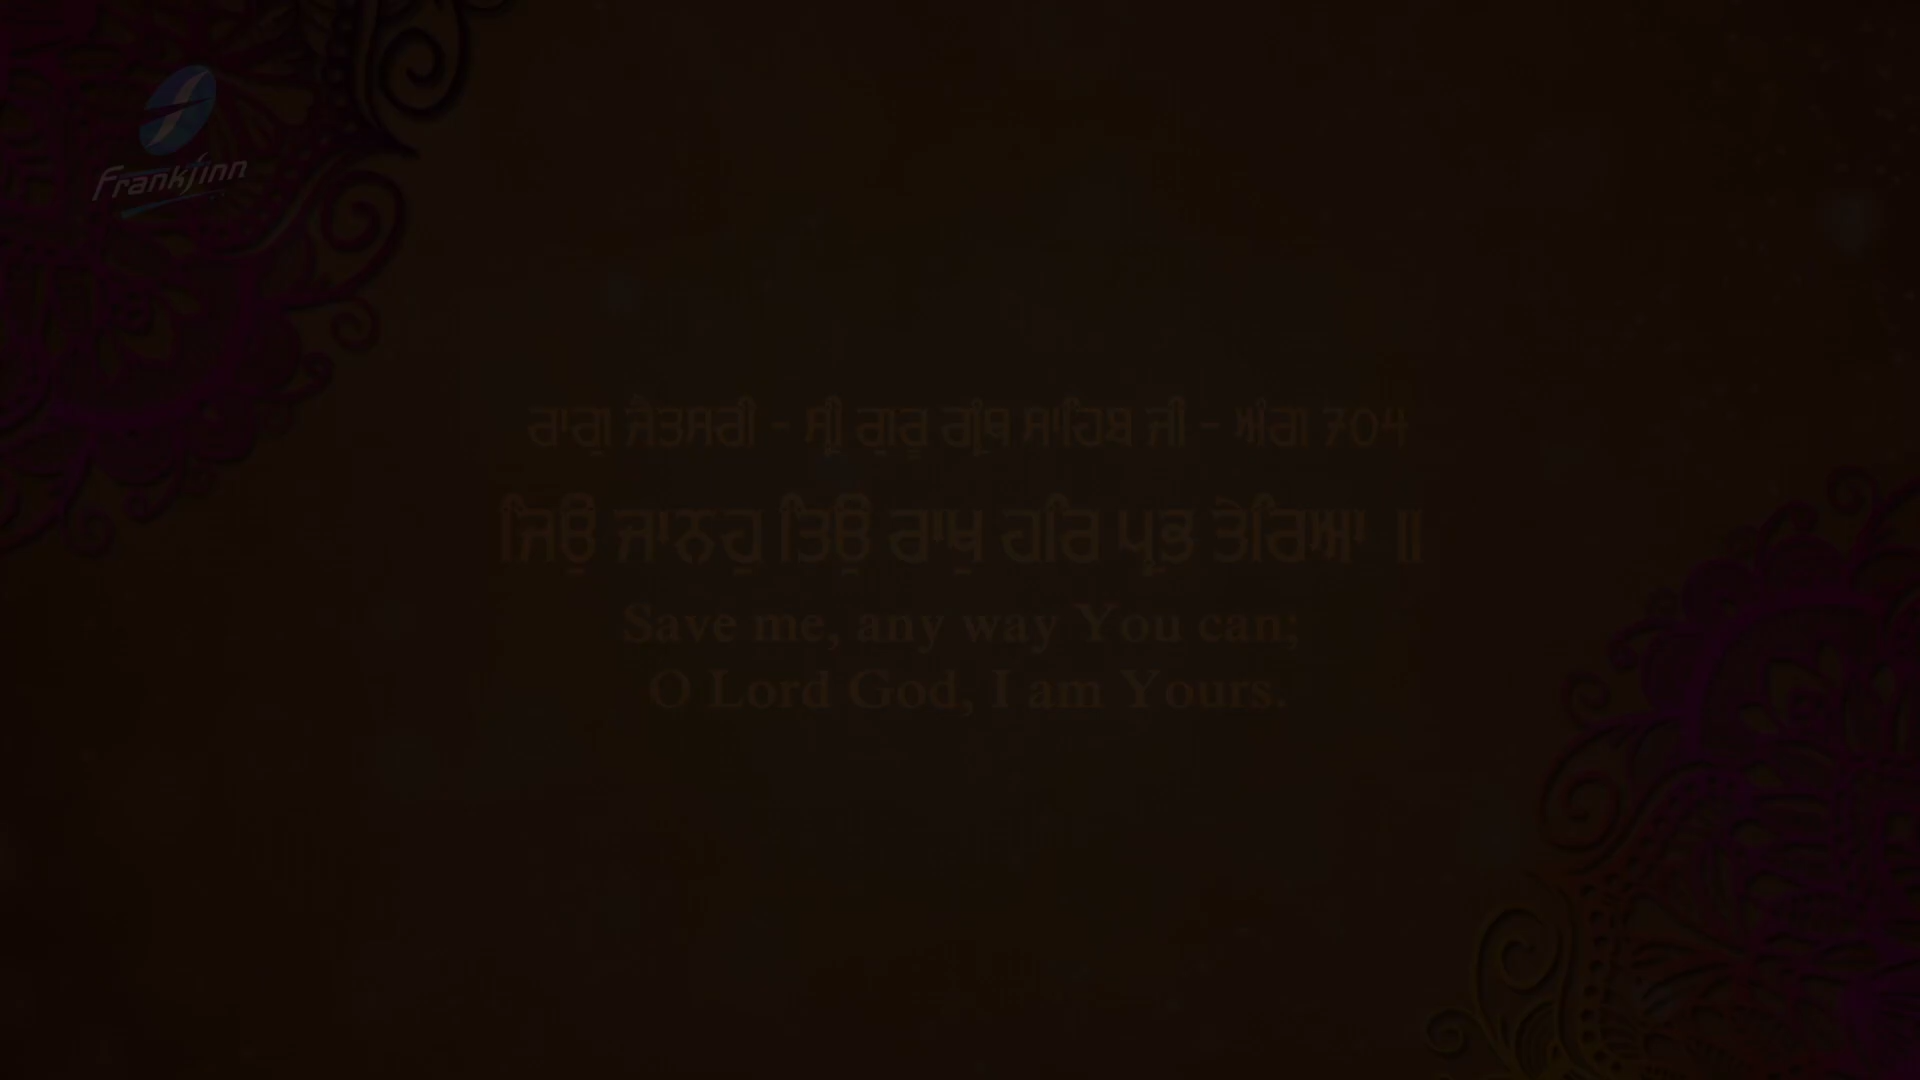 Frankfinn
ਰਾਗੁ ਜੈਤਸਰੀ - ਸ੍ਰੀ ਗੁਰੂ ਗ੍ਰੰਥ ਸਾਹਿਬ ਜੀ - ਅੰਗ 704
ਜਿਉ ਜਾਨਹੁ ਤਿਉ ਰਾਖੁ ਹਰਿ ਪ੍ਰਭ ਤੇਰਿਆ ॥
Save me, any way You can;
O Lord God, I am Yours.